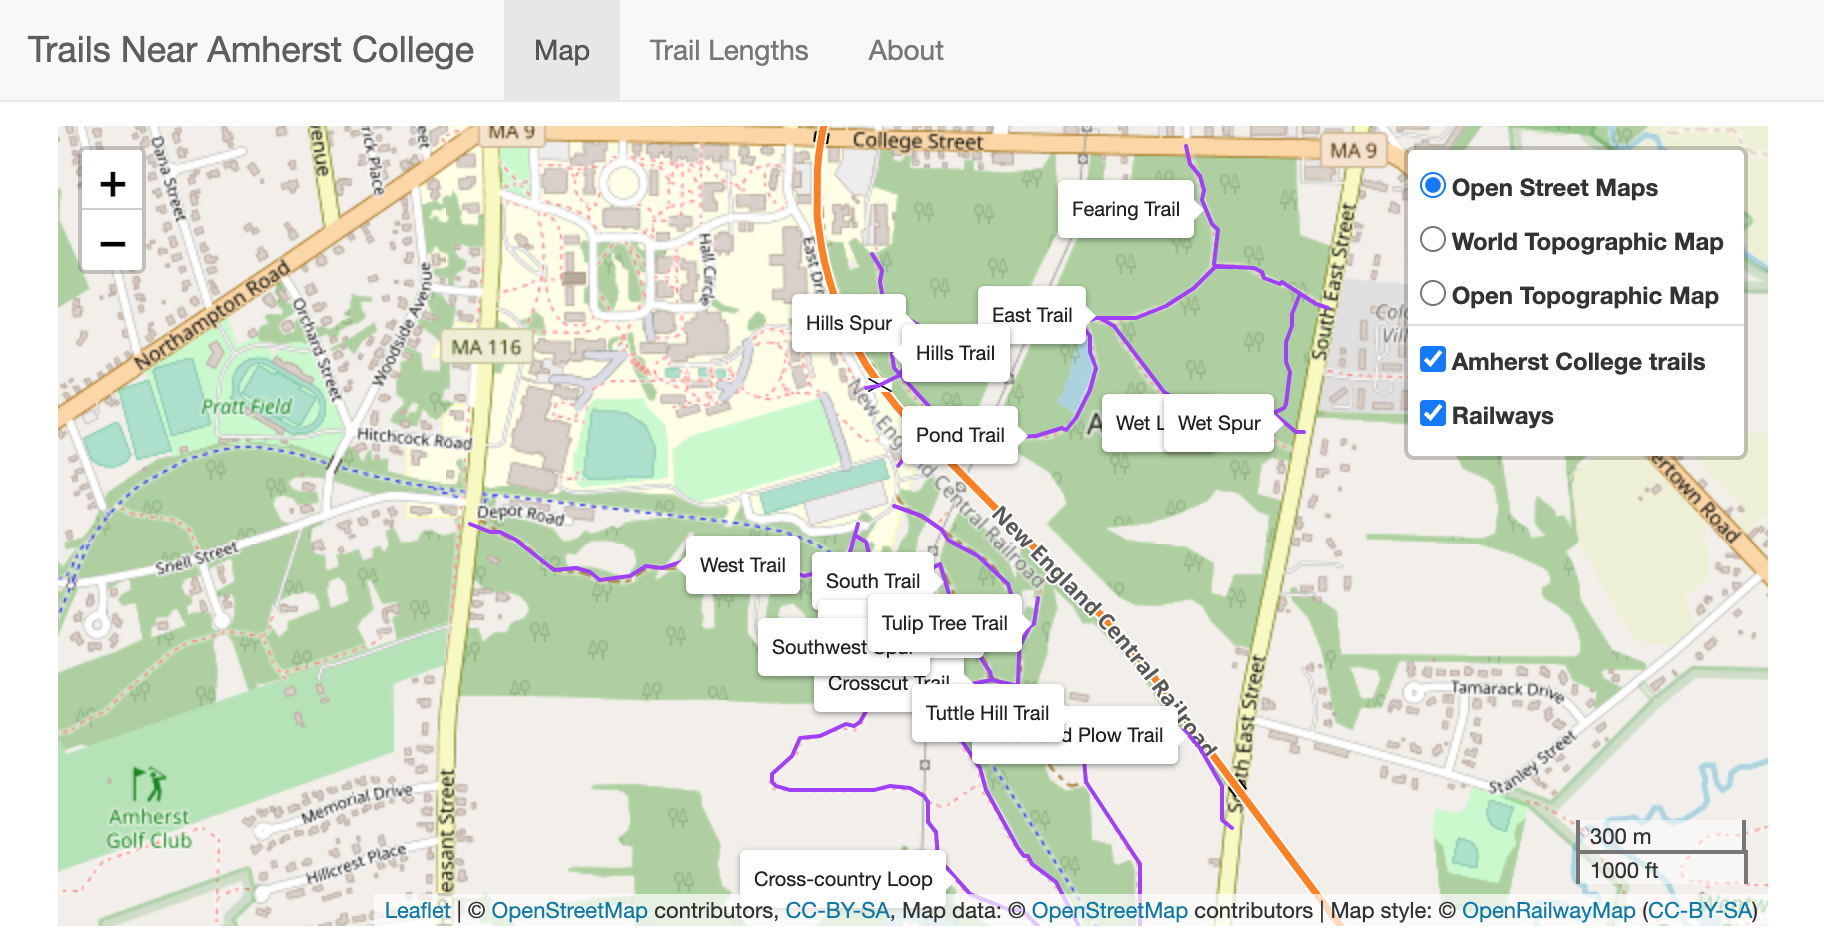 Trails Near Amherst College
Map
Trail Lengths
About
+
−
MA 9
College Street
MA 9
Dana Street
Northampton Road
Orchard Street
Woodside Avenue
Hall Circle
MA 116
Pratt Field
Hitchcock Road
Snell Street
Depot Road
South East Street
Fearing Trail
Hills Spur
East Trail
Hills Trail
Pond Trail
Wet
Wet Spur
West Trail
South Trail
Tulip Tree Trail
Southwest Spur
Crosscut Trail
Tuttle Hill Trail
Plow Trail
Cross-country Loop
New England Central Railroad
New England Central Railroad
South East Street
Tamarack Drive
Stanley Street
Amherst
Golf Club
Memorial Drive
Hillcrest Place
Open Street Maps
World Topographic Map
Open Topographic Map
Amherst College trails
Railways
300 m
1000 ft
Leaflet | © OpenStreetMap contributors, CC-BY-SA, Map data: © OpenStreetMap contributors | Map style: © OpenRailwayMap (CC-BY-SA)